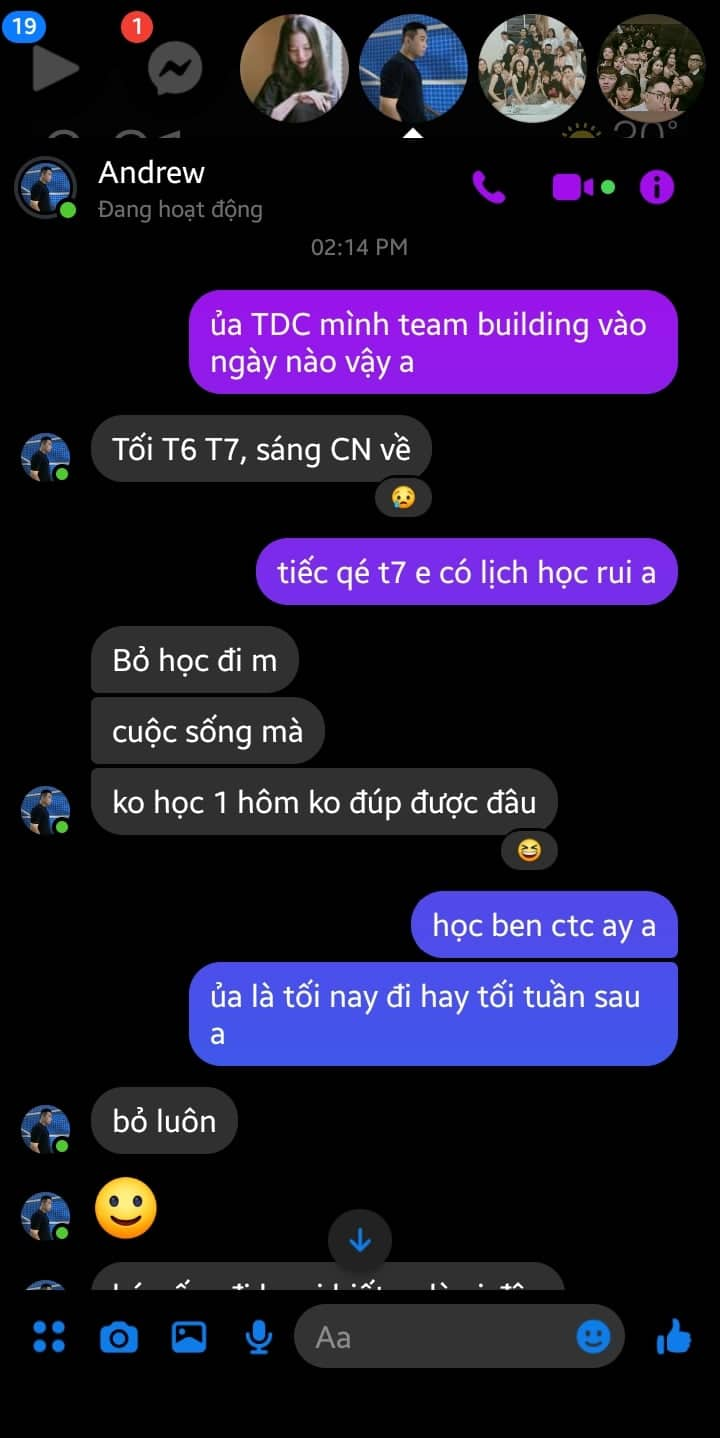 19
1
30°
Andrew
Đang hoạt động
02:14 PM
ủa TDC mình team building vào
ngày nào vậy a
Tối T6 T7, sáng CN về
tiếc qé t7 e có lịch học rui a
Bỏ học đi m
cuộc sống mà
ko học 1 hôm ko đúp được đâu
học ben ctc ay a
ủa là tối nay đi hay tối tuần sau
a
bỏ luôn
Aa